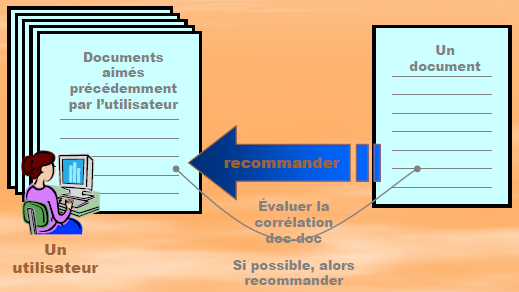 Documents
aimés
précédemment
par l'utilisateur
Un
document
recommander
Évaluer la
corrélation
doc-doc
Un
utilisateur
Si possible, alors
recommander